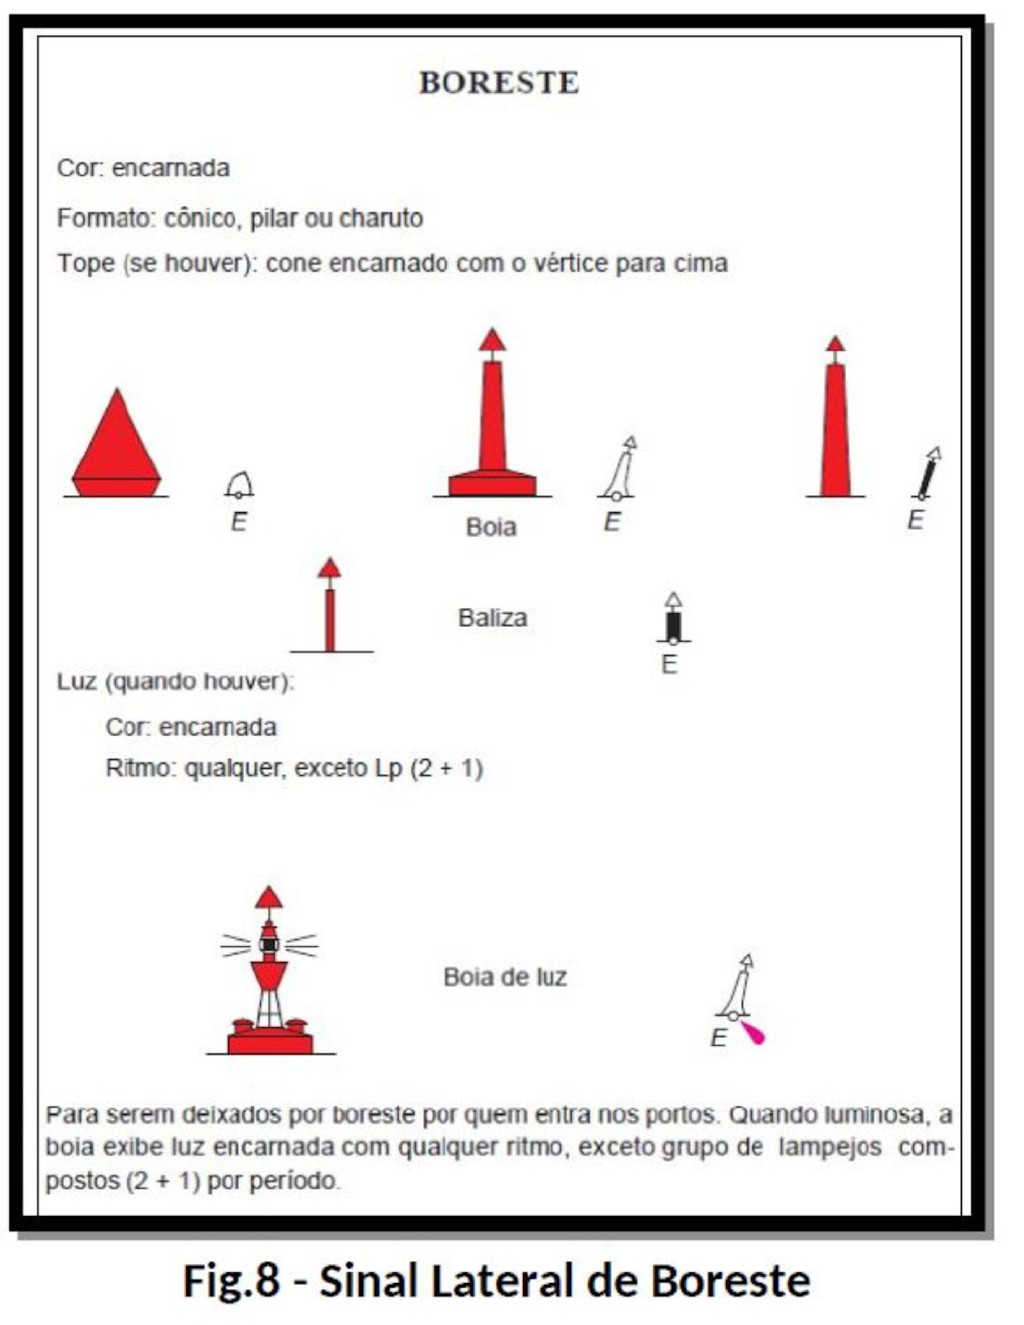 BORESTE
Cor: encarnada
Formato: cônico, pilar ou charuto
Tope (se houver): cone encarnado com o vértice para cima
E
E
E
Boia
Baliza
E
Luz (quando houver):
Cor: encarnada
Ritmo: qualquer, exceto Lp (2 + 1)
Boia de luz
E
Para serem deixados por boreste por quem entra nos portos. Quando luminosa, a
boia exibe luz encarnada com qualquer ritmo, exceto grupo de lampejos com-
postos (2 + 1) por período.
Fig.8 - Sinal Lateral de Boreste